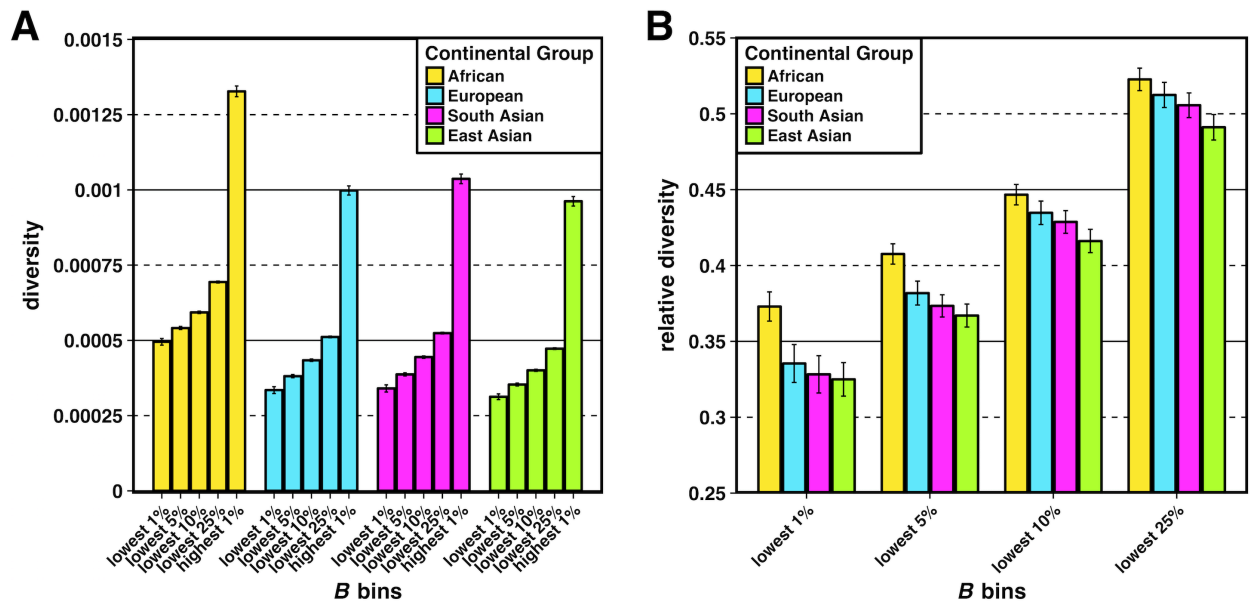 A
0.0015
0.00125
0.001
0.00075
0.0005
0.00025
0
diversity
Continental Group
African
European
South Asian
East Asian
lowest 1%
lowest 5%
lowest 10%
lowest 25%
highest 1%
lowest 1%
lowest 5%
lowest 10%
lowest 25%
highest 1%
lowest 1%
lowest 5%
lowest 10%
lowest 25%
highest 1%
lowest 1%
lowest 5%
lowest 10%
lowest 25%
highest 1%
B bins
B
0.55
0.5
0.45
0.4
0.35
0.3
0.25
relative diversity
Continental Group
African
European
South Asian
East Asian
lowest 1%
lowest 5%
lowest 10%
lowest 25%
B bins